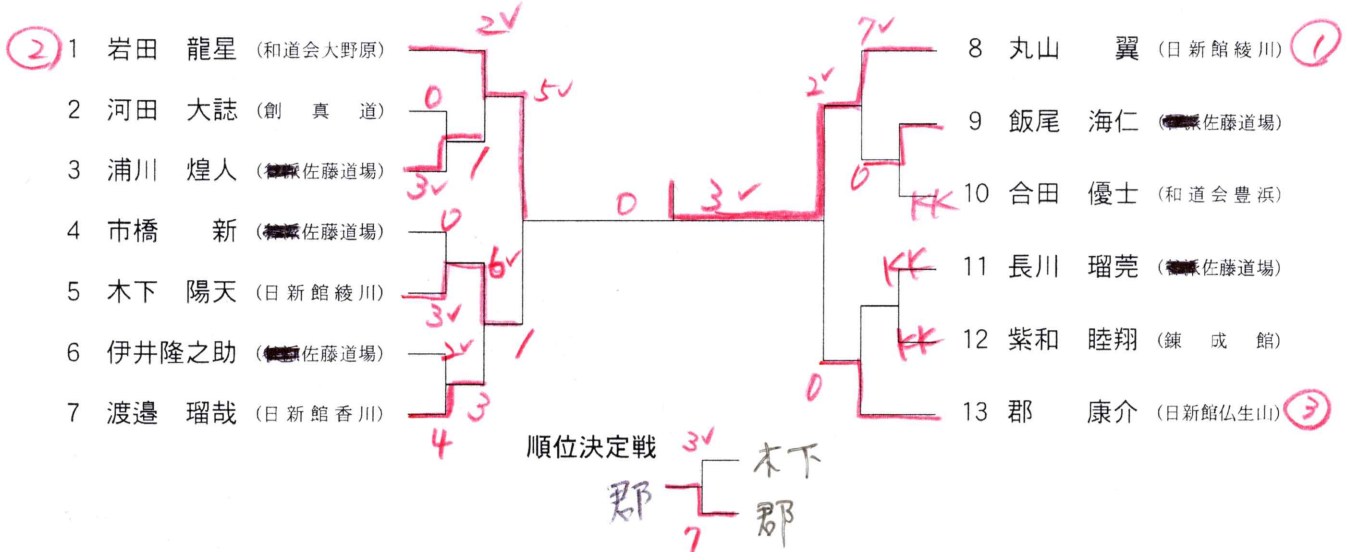 ② 1 岩田 龍星 (和道会大野原) 2✓
2 河田 大誌 (創真道) 0
3 浦川 煌人 (佐藤道場) 3✓ 1
5✓
4 市橋 新 (佐藤道場) 0
5 木下 陽天 (日新館綾川) 3✓ 6✓
6 伊井隆之助 (佐藤道場) 2✓
7 渡邉 瑠哉 (日新館香川) 4 3
1
0 3✓
7✓ 8 丸山 翼 (日新館綾川) ①
2✓
9 飯尾 海仁 (佐藤道場)
0
KK 10 合田 優士 (和道会豊浜)
KK 11 長川 瑠莞 (佐藤道場)
KK 12 紫和 睦翔 (錬成館)
0
13 郡 康介 (日新館仏生山) ③
順位決定戦
3✓ 木下
郡
7 郡